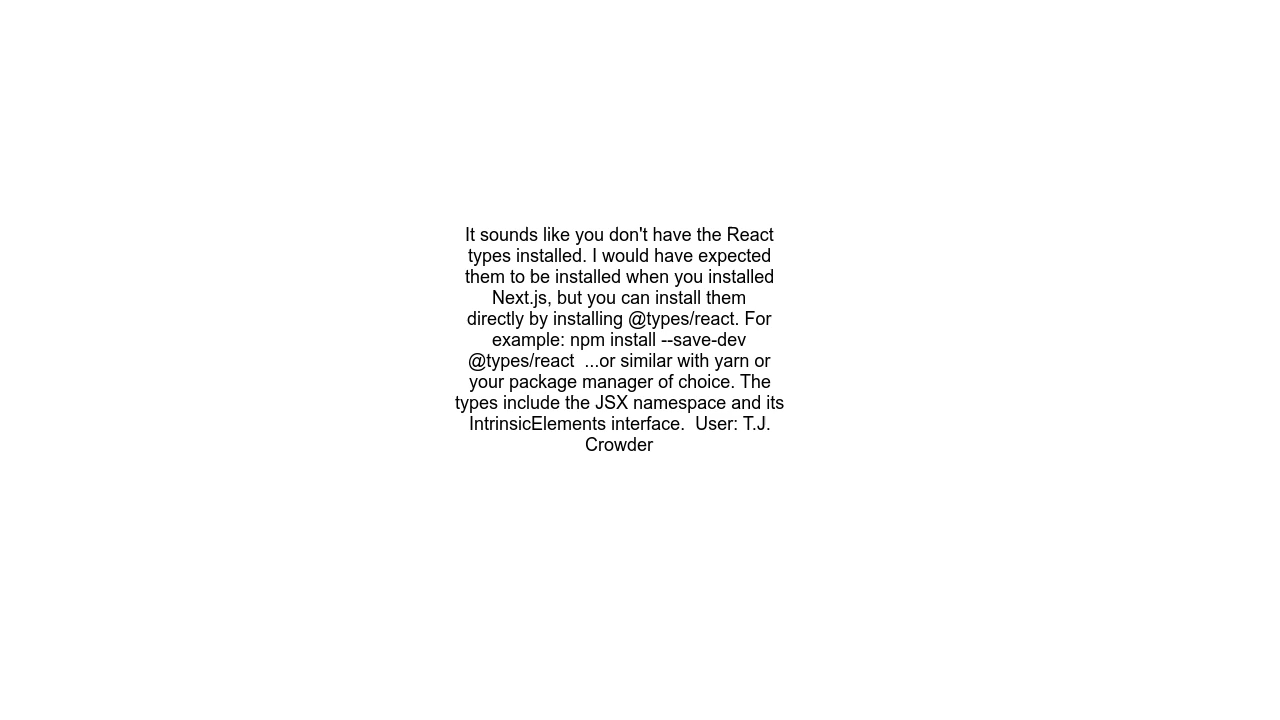 It sounds like you don't have the React
types installed. I would have expected
them to be installed when you installed
Next.js, but you can install them
directly by installing @types/react. For
example: npm install --save-dev
@types/react  ...or similar with yarn or
your package manager of choice. The
types include the JSX namespace and its
IntrinsicElements interface.  User: T.J.
Crowder